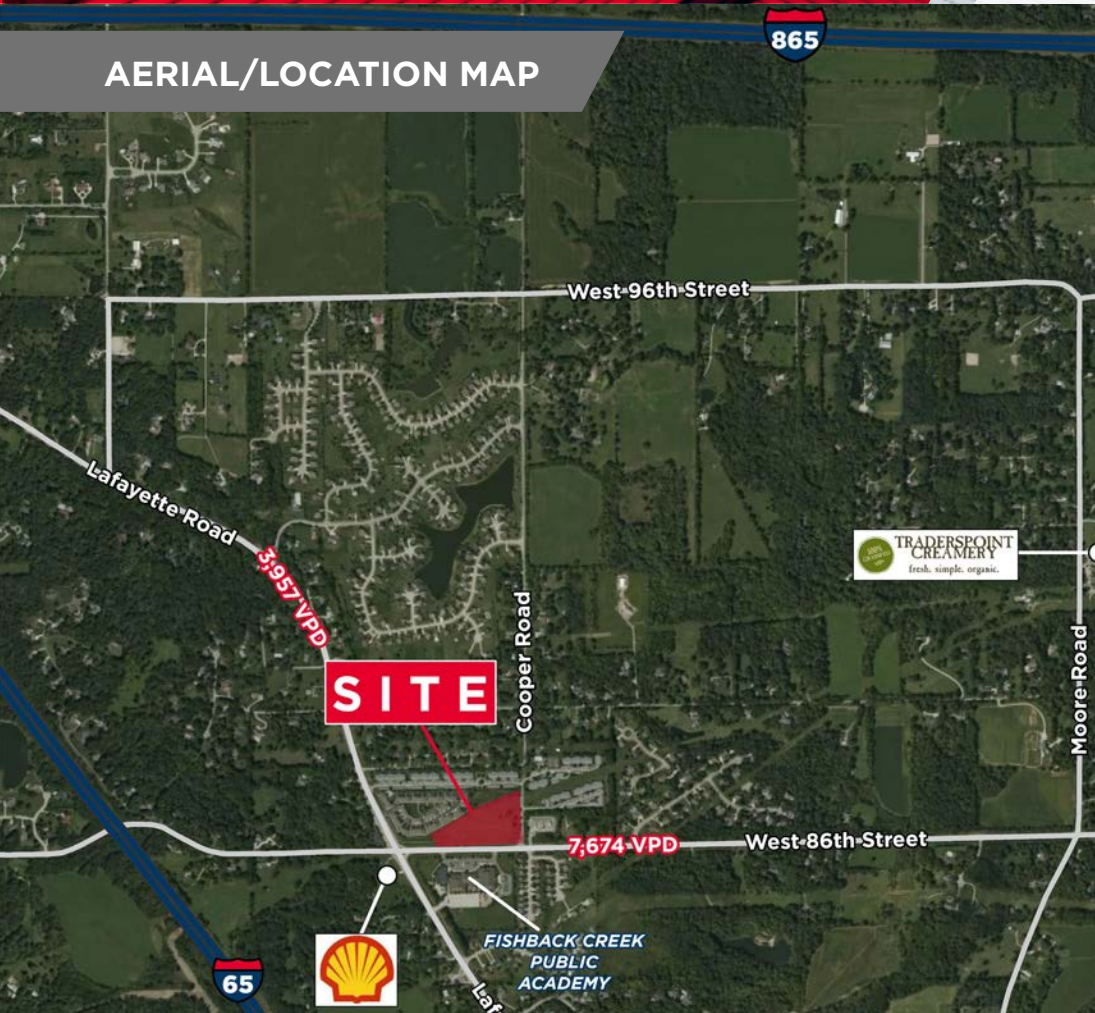 865
AERIAL/LOCATION MAP
West 96th Street
Lafayette Road
3,957 VPD
TRADERSPOINT
CREAMERY
fresh. simple. organic.
Cooper Road
SITE
Moore Road
7,674 VPD
West 86th Street
FISHBACK CREEK
PUBLIC
ACADEMY
65
Laf